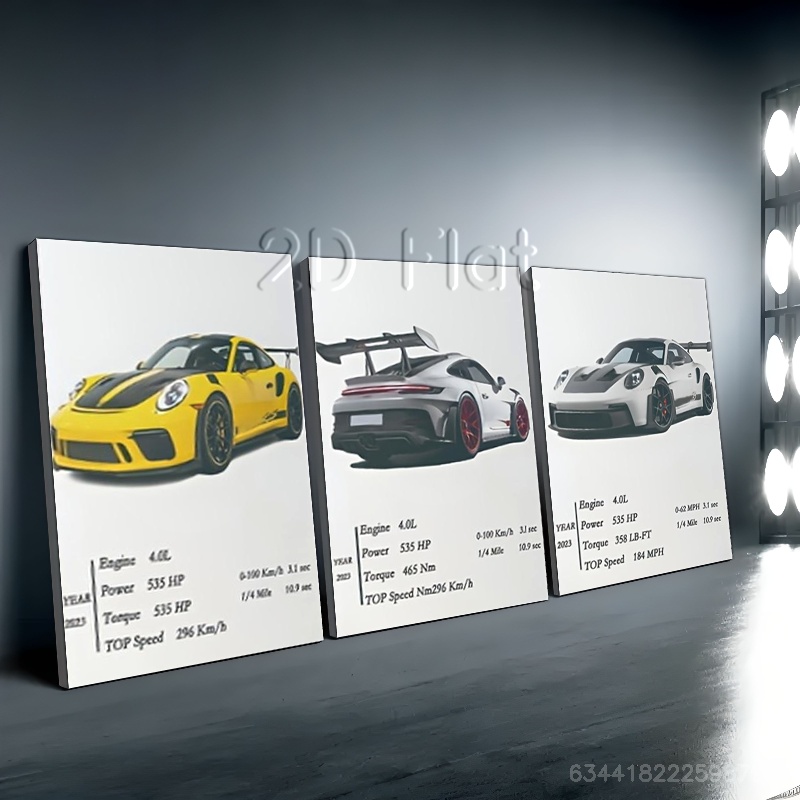 2D Flat
Engine 4.0L
Power 535 HP
Torque 535 HP
TOP Speed 296 Km/h
YEAR
2023
0-100 Km/h 3.1 sec
1/4 Mile 10.9 sec
Engine 4.0L
Power 535 HP
Torque 465 Nm
TOP Speed Nm296 Km/h
YEAR
2023
0-100 Km/h 3.1 sec
1/4 Mile 10.9 sec
Engine 4.0L
Power 535 HP
Torque 358 LB-FT
TOP Speed 184 MPH
YEAR
2023
0-62 MPH 3.1 sec
1/4 Mile 10.9 sec